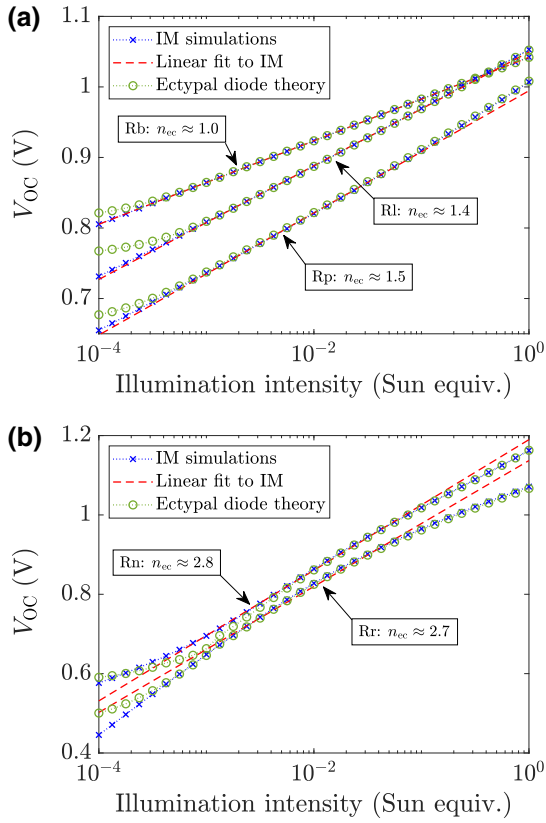 (a)
IM simulations
Linear fit to IM
Ectypal diode theory
Rb: n_ec ≈ 1.0
Rl: n_ec ≈ 1.4
Rp: n_ec ≈ 1.5
V_OC (V)
1.1
1
0.9
0.8
0.7
10^−4
10^−2
10^0
Illumination intensity (Sun equiv.)
(b)
IM simulations
Linear fit to IM
Ectypal diode theory
Rn: n_ec ≈ 2.8
Rr: n_ec ≈ 2.7
V_OC (V)
1.2
1
0.8
0.6
0.4
10^−4
10^−2
10^0
Illumination intensity (Sun equiv.)